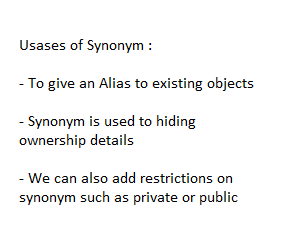 Usases of Synonym :
- To give an Alias to existing objects
- Synonym is used to hiding
ownership details
- We can also add restrictions on
synonym such as private or public